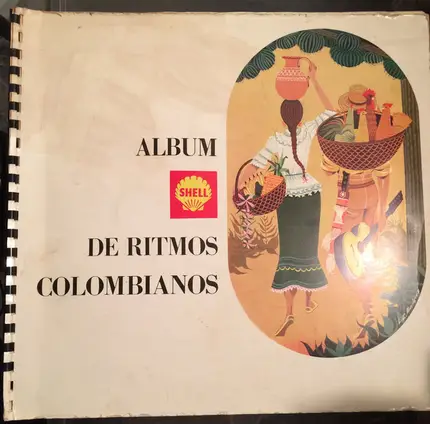 ALBUM
SHELL
DE RITMOS
COLOMBIANOS